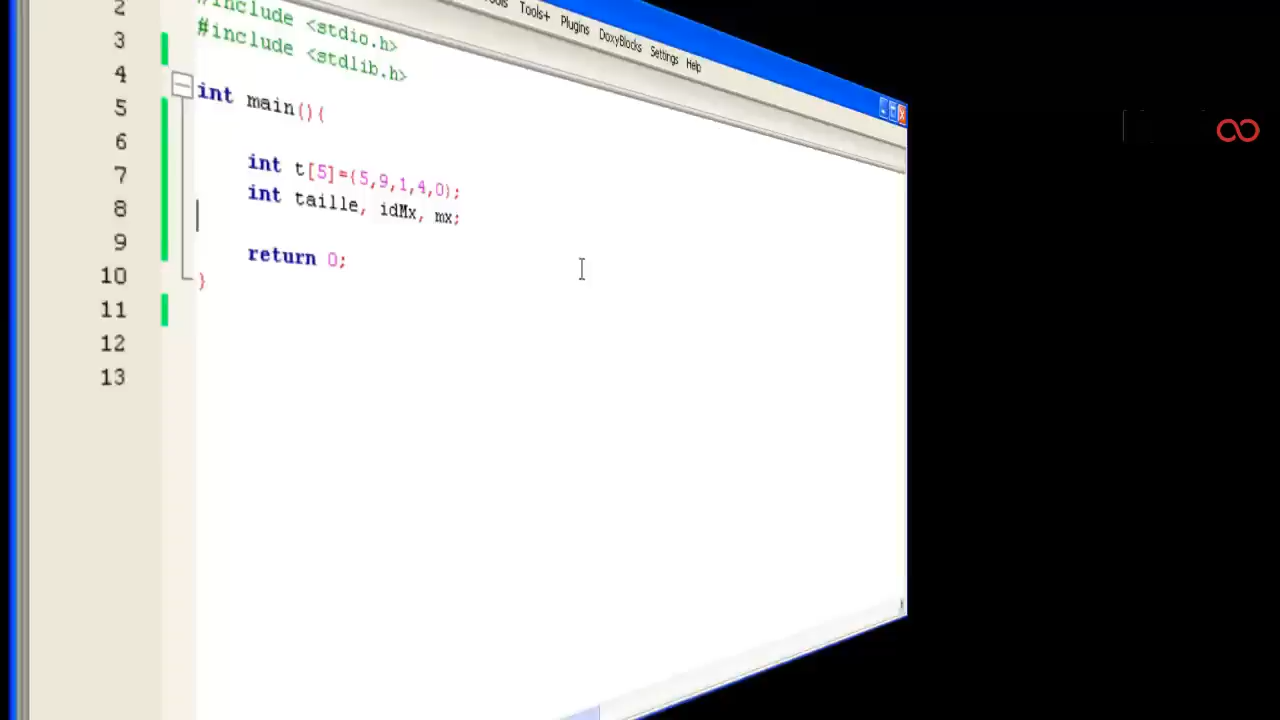 Tools+ Plugins DoxyBlocks Settings Help
2
#include <stdio.h>
3 #include <stdlib.h>
4
5 int main(){
6
7 int t[5]={5,9,1,4,0};
8 int taille, idMx, mx;
9
10 return 0;
11 }
12
13